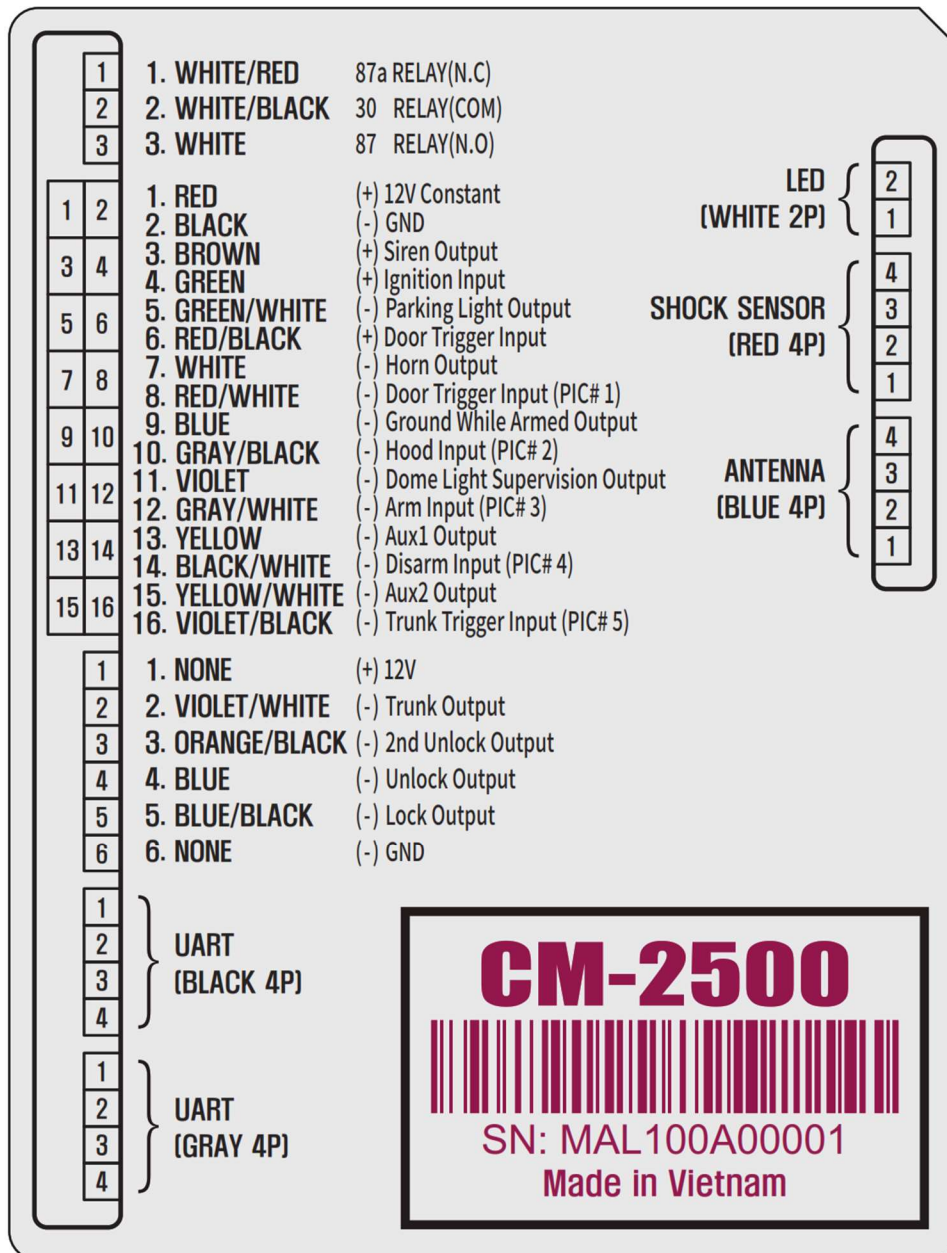 1 1. WHITE/RED 87a RELAY(N.C)
2 2. WHITE/BLACK 30 RELAY(COM)
3 3. WHITE 87 RELAY(N.O)
1 2 1. RED (+) 12V Constant
2. BLACK (-) GND
3 4 3. BROWN (+) Siren Output
4. GREEN (+) Ignition Input
5 6 5. GREEN/WHITE (-) Parking Light Output
6. RED/BLACK (+) Door Trigger Input
7 8 7. WHITE (-) Horn Output
8. RED/WHITE (-) Door Trigger Input (PIC# 1)
9 10 9. BLUE (-) Ground While Armed Output
10. GRAY/BLACK (-) Hood Input (PIC# 2)
11 12 11. VIOLET (-) Dome Light Supervision Output
12. GRAY/WHITE (-) Arm Input (PIC# 3)
13 14 13. YELLOW (-) Aux1 Output
14. BLACK/WHITE (-) Disarm Input (PIC# 4)
15 16 15. YELLOW/WHITE (-) Aux2 Output
16. VIOLET/BLACK (-) Trunk Trigger Input (PIC# 5)
1 1. NONE (+) 12V
2 2. VIOLET/WHITE (-) Trunk Output
3 3. ORANGE/BLACK (-) 2nd Unlock Output
4 4. BLUE (-) Unlock Output
5 5. BLUE/BLACK (-) Lock Output
6 6. NONE (-) GND
1
2
3
4
UART
(BLACK 4P)
1
2
3
4
UART
(GRAY 4P)
LED
(WHITE 2P)
2
1
SHOCK SENSOR
(RED 4P)
4
3
2
1
ANTENNA
(BLUE 4P)
4
3
2
1
CM-2500
SN: MAL100A00001
Made in Vietnam